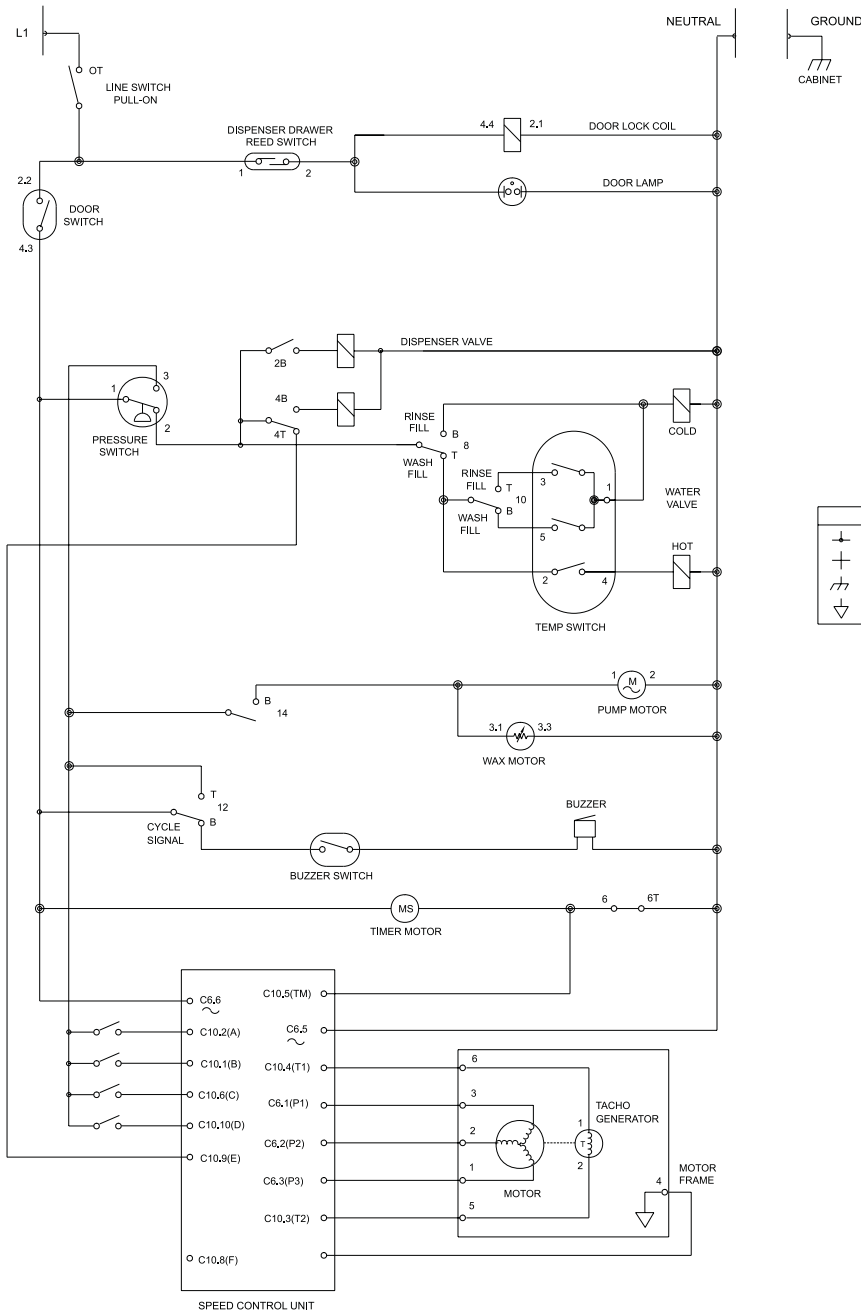 L1
NEUTRAL
GROUND
OT
LINE SWITCH
PULL-ON
CABINET
DISPENSER DRAWER
REED SWITCH
1
2
4.4
2.1
DOOR LOCK COIL
DOOR LAMP
2.2
DOOR
SWITCH
4.3
DISPENSER VALVE
2B
3
1
2
PRESSURE
SWITCH
4B
4T
RINSE
FILL
B
8
T
WASH
FILL
COLD
RINSE
FILL
T
10
B
WASH
FILL
3
1
5
2
4
WATER
VALVE
HOT
TEMP SWITCH
B
14
1
M
2
PUMP MOTOR
3.1
3.3
WAX MOTOR
T
12
B
CYCLE
SIGNAL
BUZZER
BUZZER SWITCH
MS
TIMER MOTOR
6
6T
C6.6
C10.5(TM)
C10.2(A)
C6.5
C10.1(B)
C10.4(T1)
6
C10.6(C)
C6.1(P1)
3
TACHO
GENERATOR
1
T
2
C10.10(D)
C6.2(P2)
2
C10.9(E)
C6.3(P3)
1
MOTOR
4
MOTOR
FRAME
C10.3(T2)
5
C10.8(F)
SPEED CONTROL UNIT